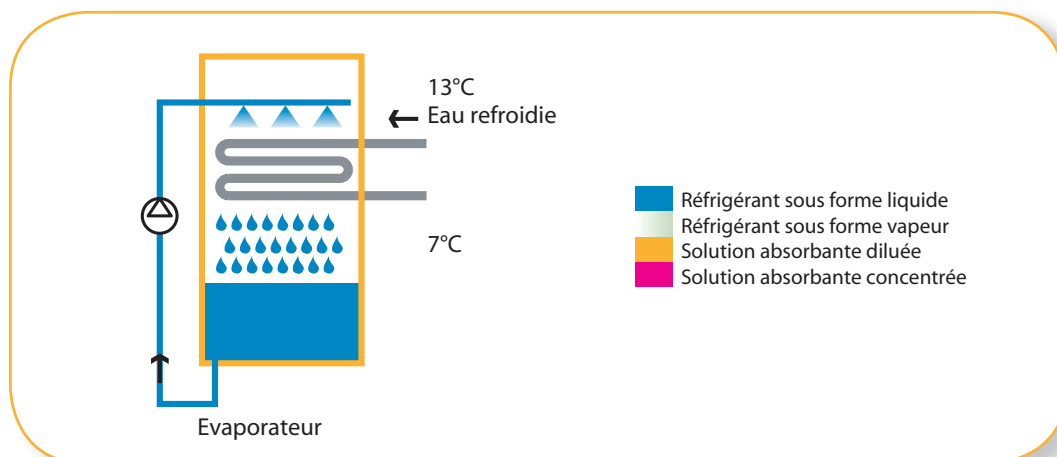 13°C
Eau refroidie
7°C
Evaporateur
Réfrigérant sous forme liquide
Réfrigérant sous forme vapeur
Solution absorbante diluée
Solution absorbante concentrée